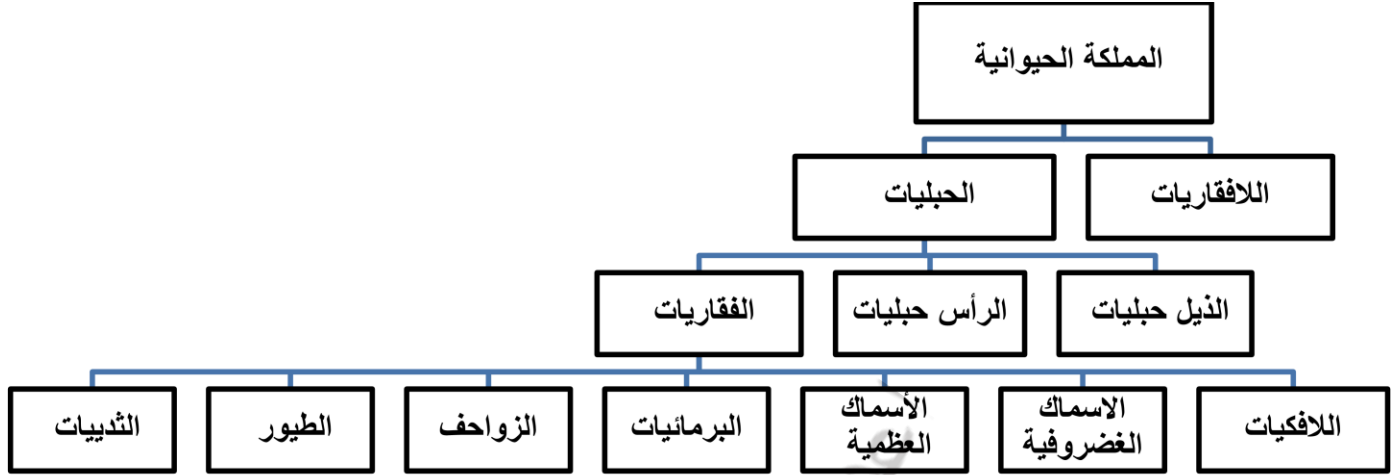 المملكة الحيوانية
اللافقاريات
الحبليات
الذيل حبليات
الرأس حبليات
الفقاريات
اللافكيات
الاسماك
الغضروفية
الأسماك
العظمية
البرمائيات
الزواحف
الطيور
الثدييات